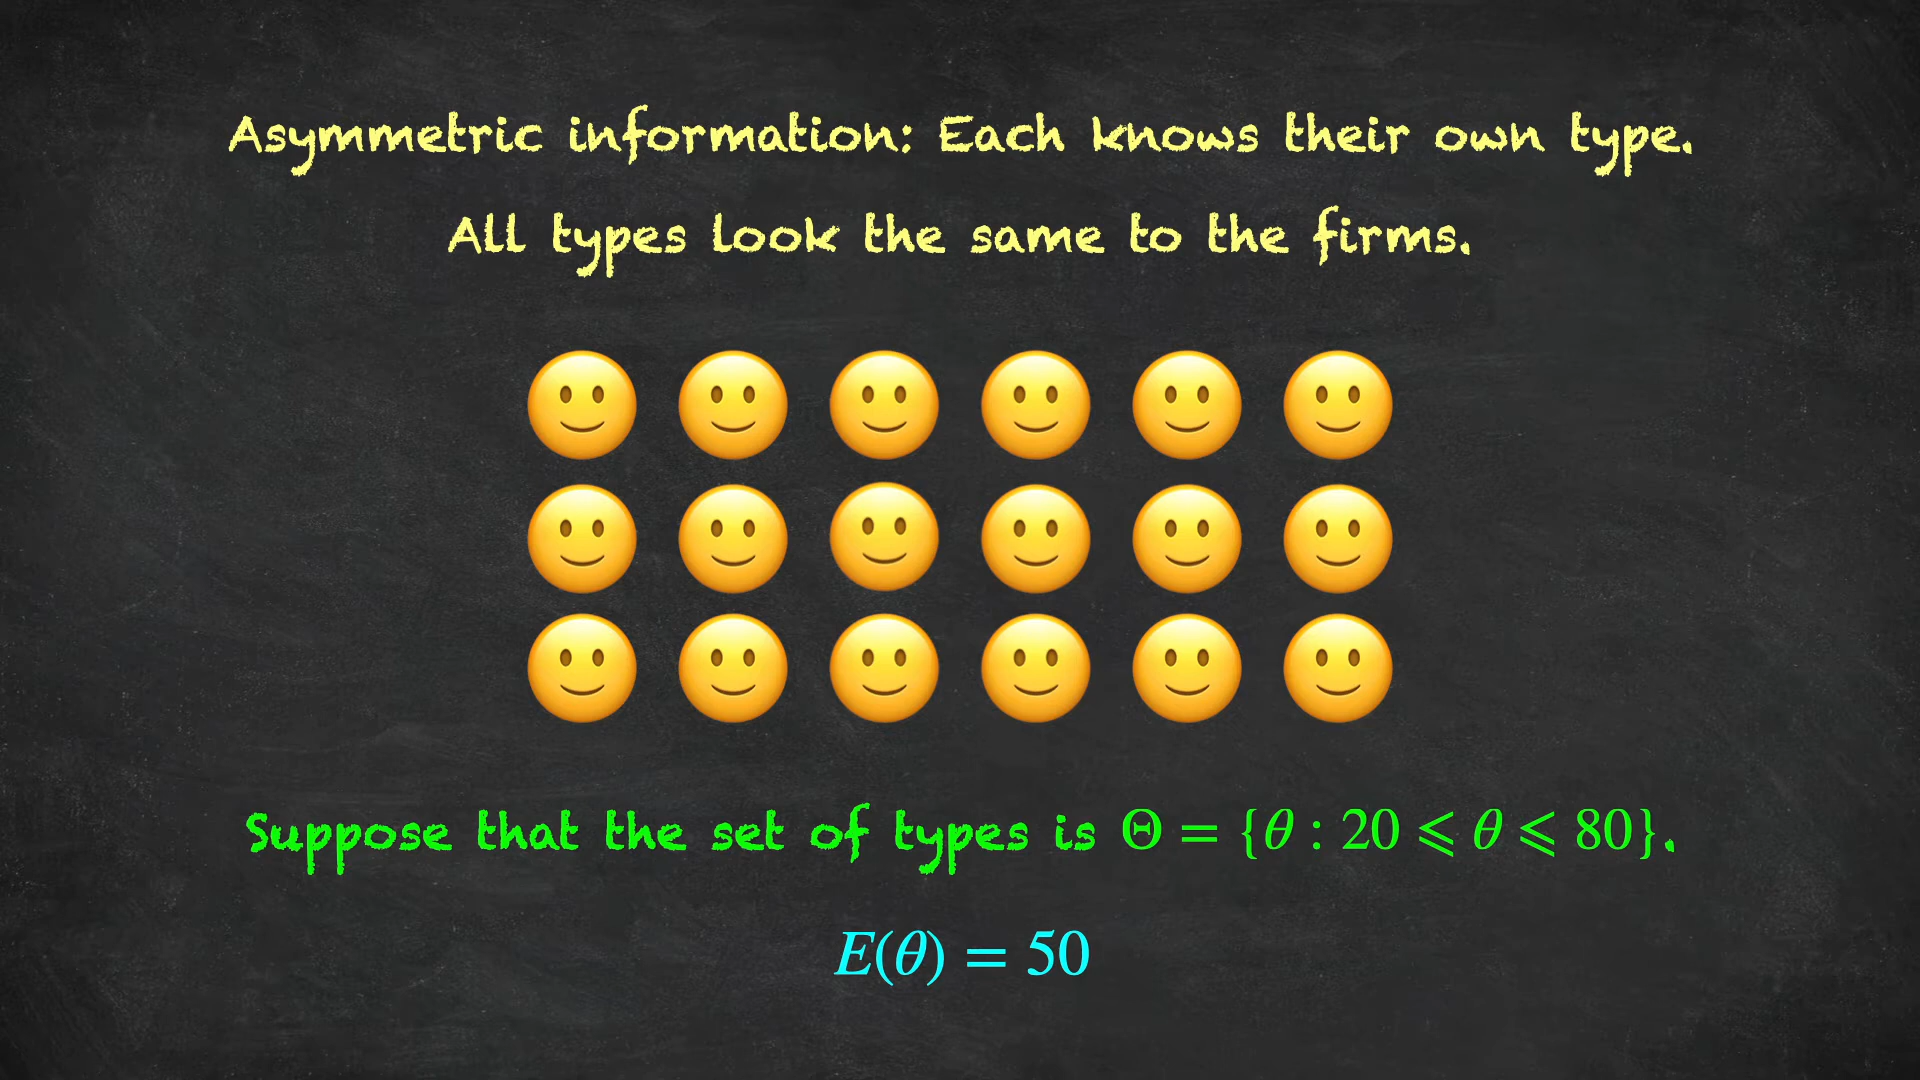 Asymmetric information: Each knows their own type.
All types look the same to the firms.
Suppose that the set of types is Θ = {θ : 20 ⩽ θ ⩽ 80}.
E(θ) = 50